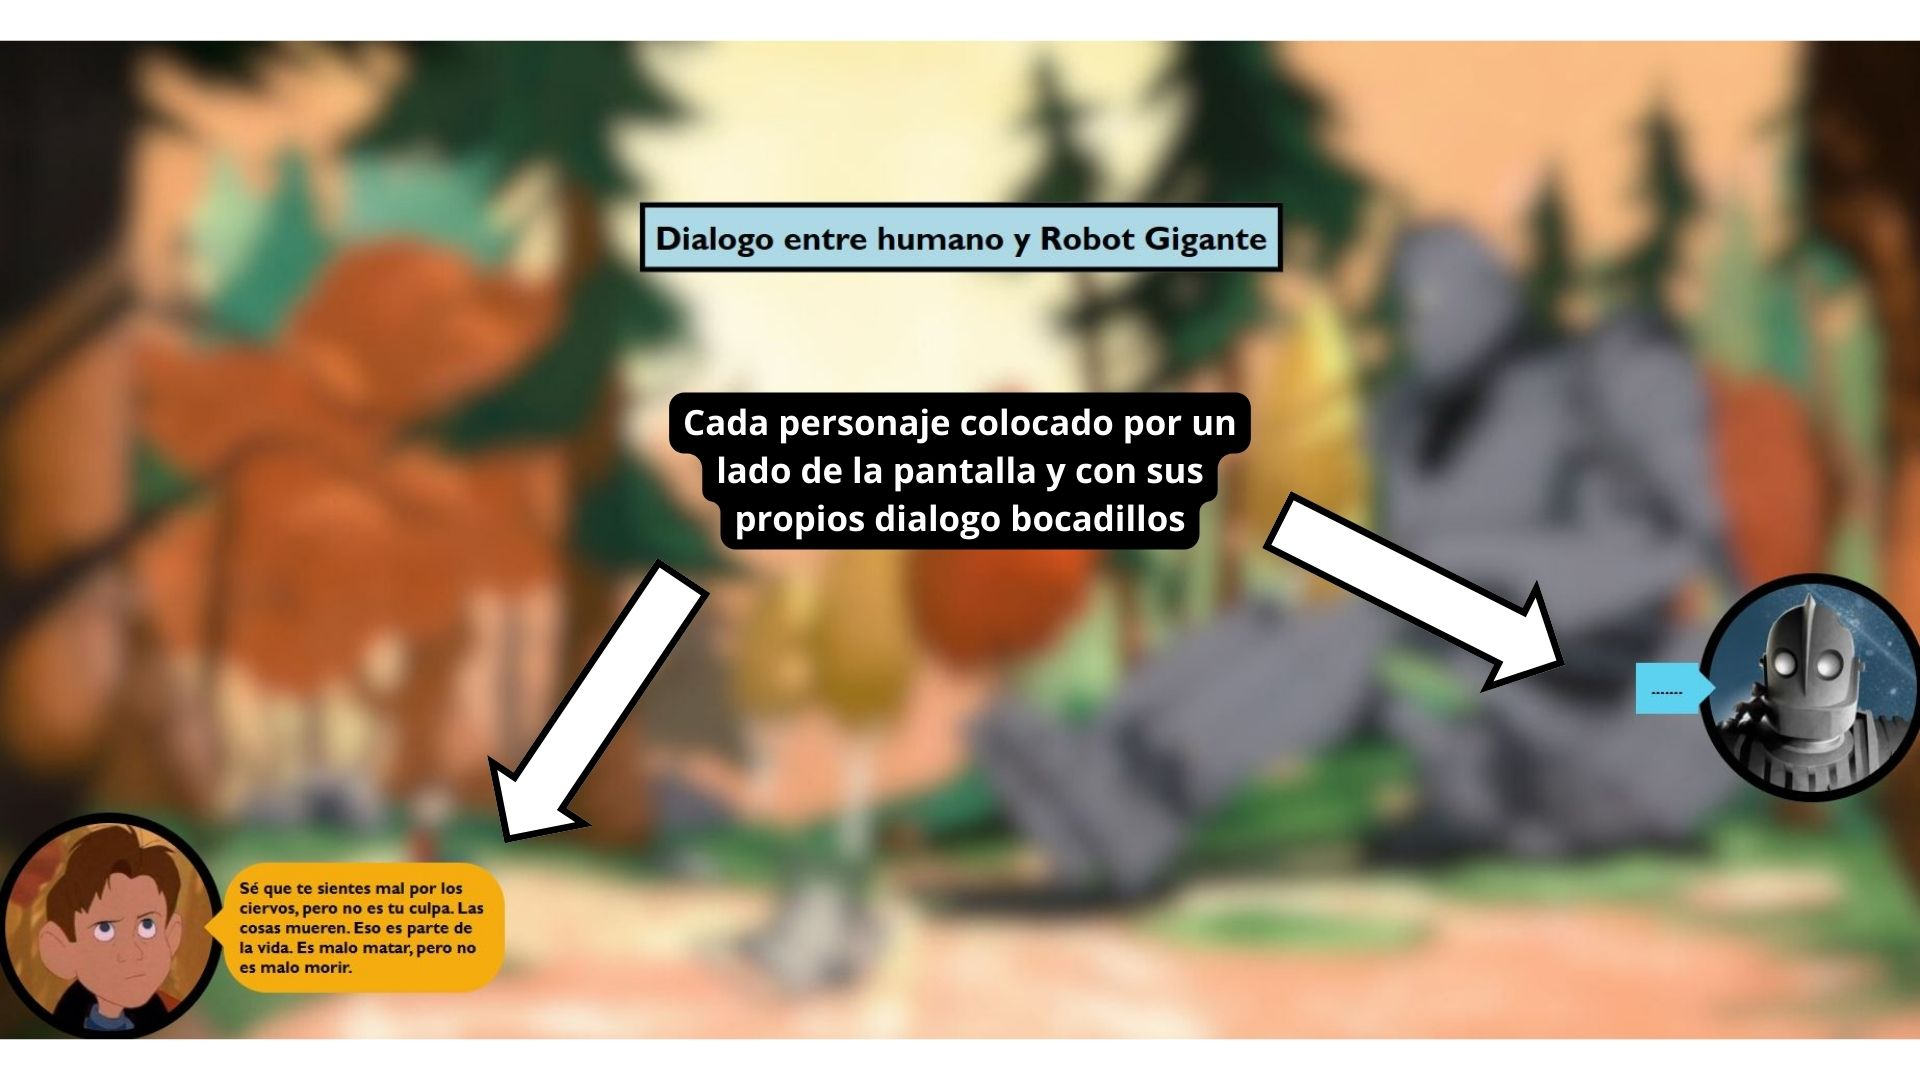 Dialogo entre humano y Robot Gigante
Cada personaje colocado por un
lado de la pantalla y con sus
propios dialogo bocadillos
-------
Sé que te sientes mal por los
ciervos, pero no es tu culpa. Las
cosas mueren. Eso es parte de
la vida. Es malo matar, pero no
es malo morir.